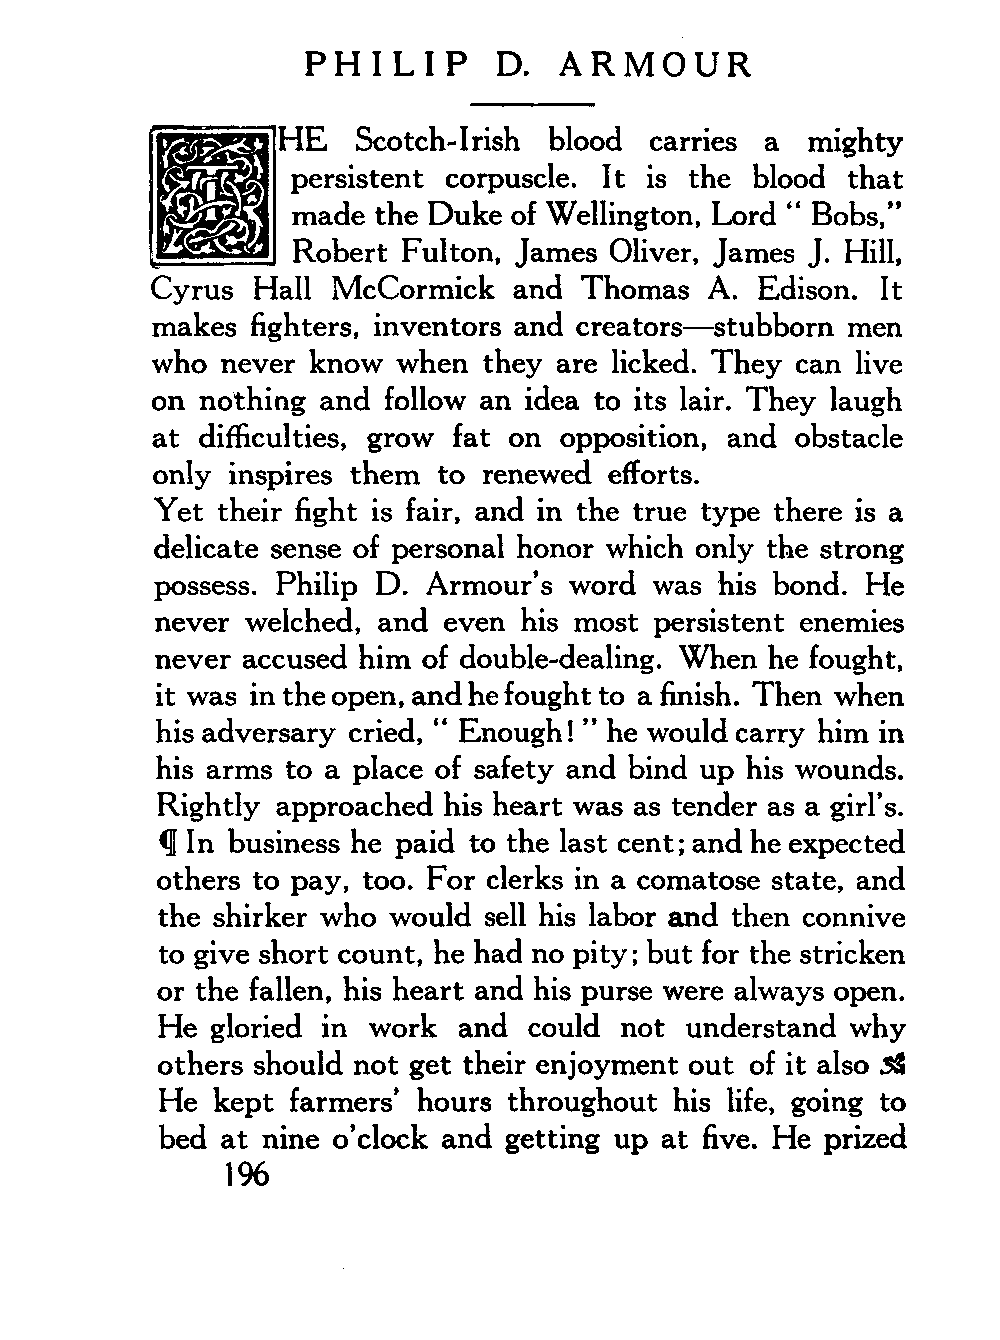 PHILIP D. ARMOUR
THE Scotch-Irish blood carries a mighty
persistent corpuscle. It is the blood that
made the Duke of Wellington, Lord “ Bobs,”
Robert Fulton, James Oliver, James J. Hill,
Cyrus Hall McCormick and Thomas A. Edison. It
makes fighters, inventors and creators—stubborn men
who never know when they are licked. They can live
on nothing and follow an idea to its lair. They laugh
at difficulties, grow fat on opposition, and obstacle
only inspires them to renewed efforts.
Yet their fight is fair, and in the true type there is a
delicate sense of personal honor which only the strong
possess. Philip D. Armour’s word was his bond. He
never welched, and even his most persistent enemies
never accused him of double-dealing. When he fought,
it was in the open, and he fought to a finish. Then when
his adversary cried, “ Enough! ” he would carry him in
his arms to a place of safety and bind up his wounds.
Rightly approached his heart was as tender as a girl’s.
¶ In business he paid to the last cent; and he expected
others to pay, too. For clerks in a comatose state, and
the shirker who would sell his labor and then connive
to give short count, he had no pity; but for the stricken
or the fallen, his heart and his purse were always open.
He gloried in work and could not understand why
others should not get their enjoyment out of it also
He kept farmers’ hours throughout his life, going to
bed at nine o’clock and getting up at five. He prized
196